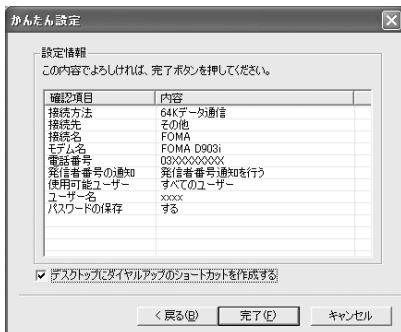 かんたん設定
設定情報
この内容でよろしければ、完了ボタンを押してください。
確認項目 内容
接続方法 64Kデータ通信
接続先 その他
接続名 FOMA
モデム名 FOMA D903i
電話番号 03XXXXXXXX
発信者番号の通知 発信者番号通知を行う
使用可能ユーザー すべてのユーザー
ユーザー名 xxxx
パスワードの保存 する
デスクトップにダイヤルアップのショートカットを作成する
< 戻る(B) 完了(F) キャンセル